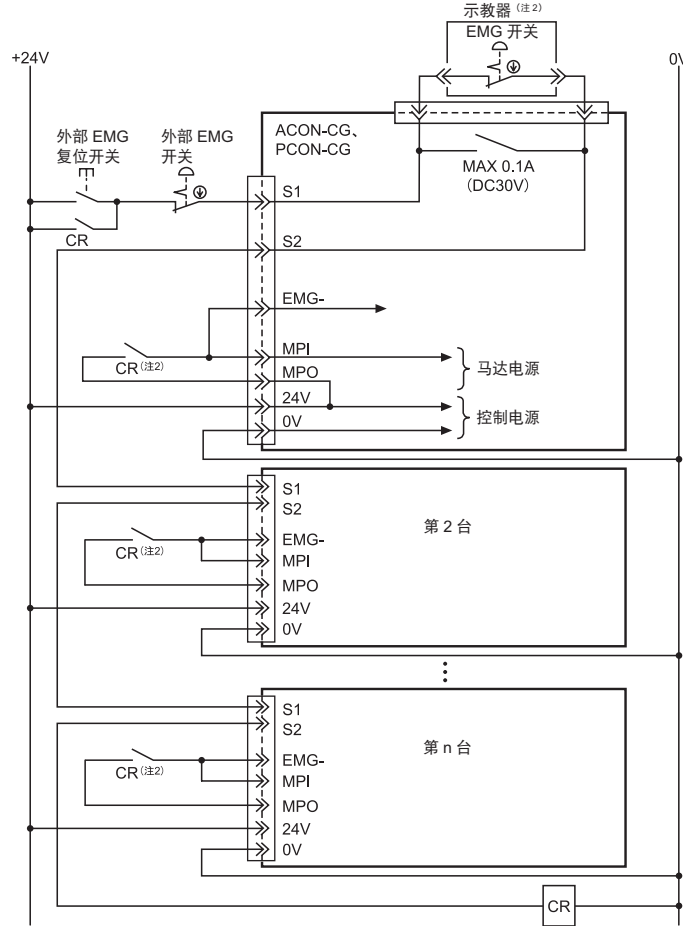 示教器(注2)
EMG 开关
+24V
0V
外部 EMG
复位开关
外部 EMG
开关
ACON-CG、
PCON-CG
MAX 0.1A
(DC30V)
S1
CR
S2
EMG-
MPI
CR(注2)
MPO
马达电源
24V
控制电源
0V
S1
S2
第 2 台
EMG-
CR(注2)
MPI
MPO
24V
0V
S1
S2
第 n 台
EMG-
CR(注2)
MPI
MPO
24V
0V
CR